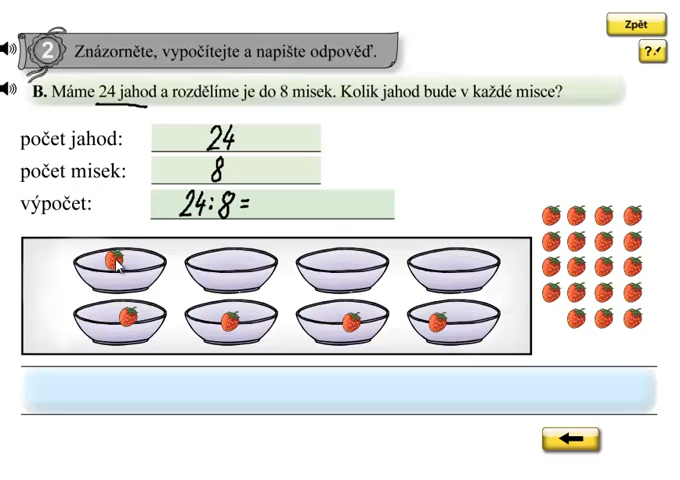 Zpět
2 Znázorněte, vypočítejte a napište odpověď.
?
B. Máme 24 jahod a rozdělíme je do 8 misek. Kolik jahod bude v každé misce?
počet jahod: 24
počet misek: 8
výpočet: 24:8=